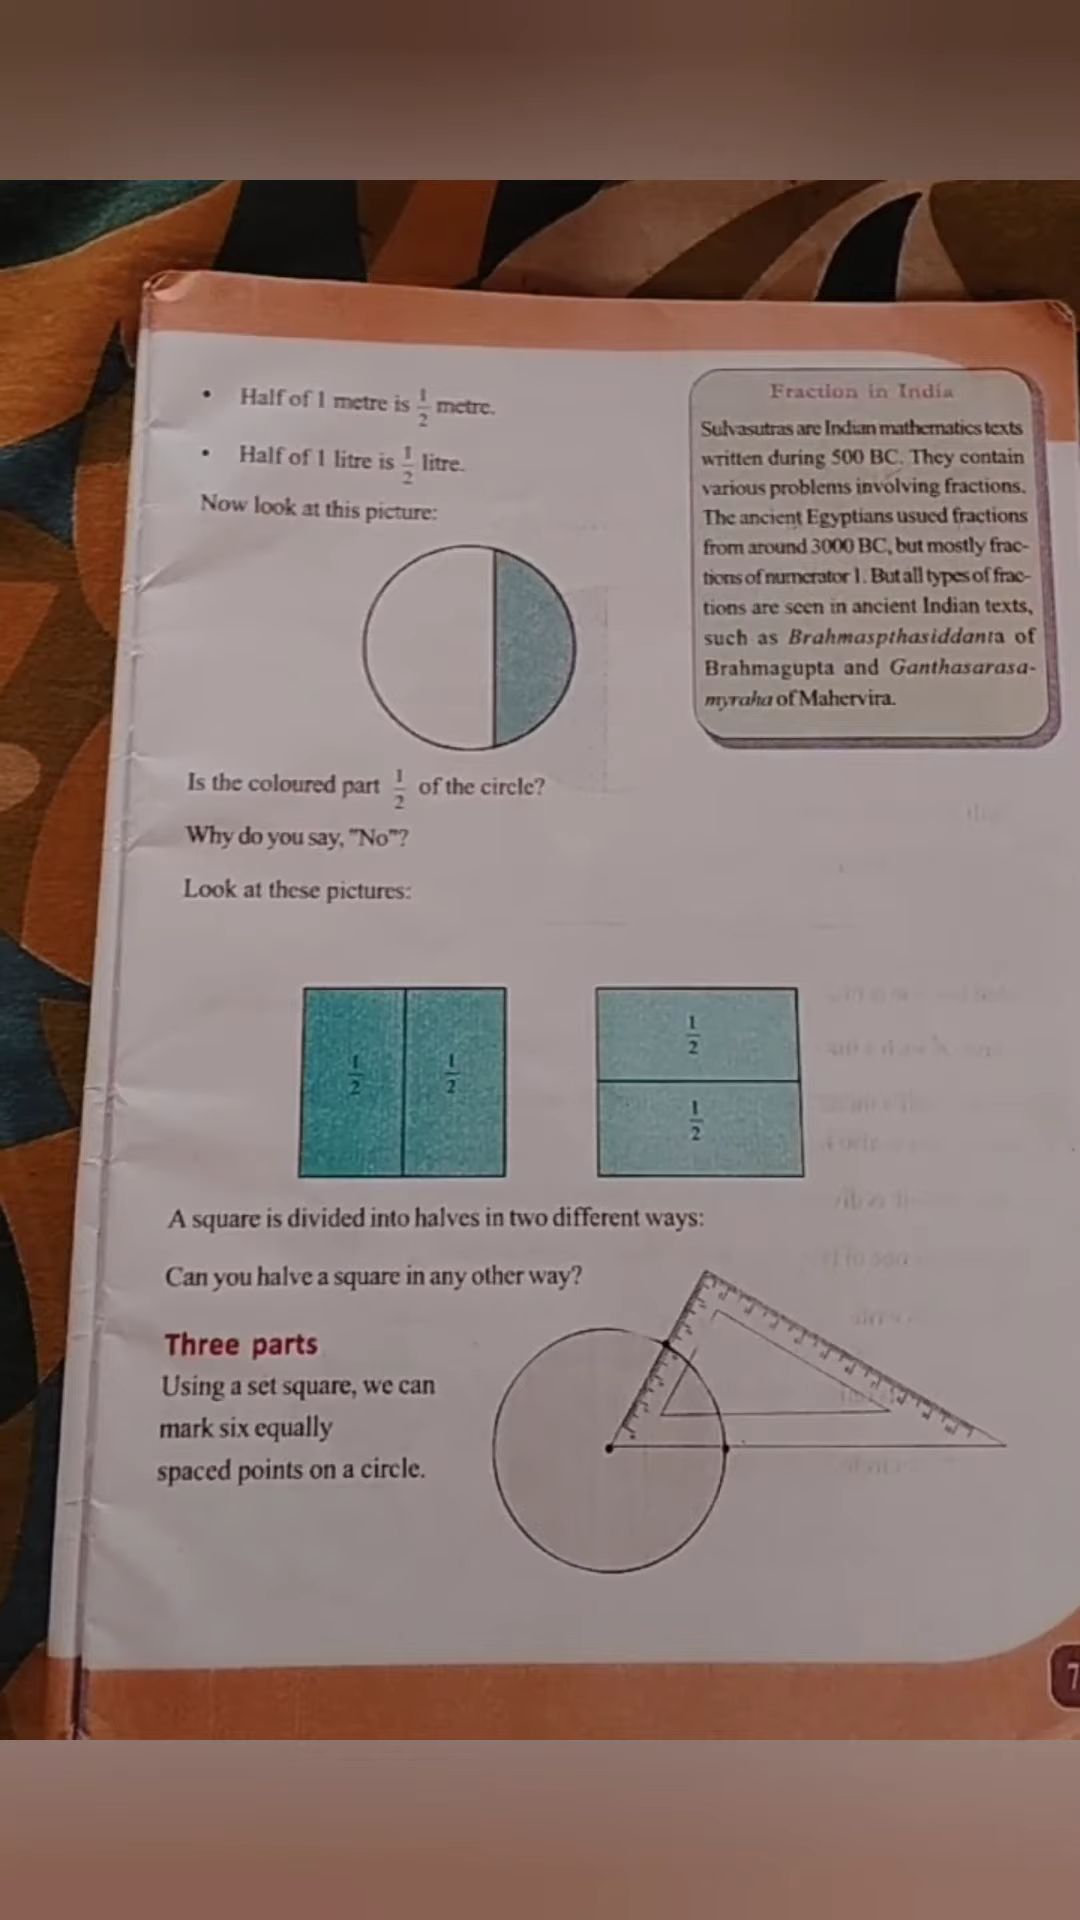 • Half of 1 metre is 1/2 metre.
• Half of 1 litre is 1/2 litre.
Now look at this picture:
Is the coloured part 1/2 of the circle?
Why do you say, "No"?
Look at these pictures:
1/2 1/2
1/2
1/2
A square is divided into halves in two different ways:
Can you halve a square in any other way?
Three parts
Using a set square, we can
mark six equally
spaced points on a circle.
Fraction in India
Sulvasutras are Indian mathematics texts
written during 500 BC. They contain
various problems involving fractions.
The ancient Egyptians usued fractions
from around 3000 BC, but mostly frac-
tions of numerator 1. But all types of frac-
tions are seen in ancient Indian texts,
such as Brahmaspthasiddanta of
Brahmagupta and Ganthasarasa-
myraha of Mahervira.
7